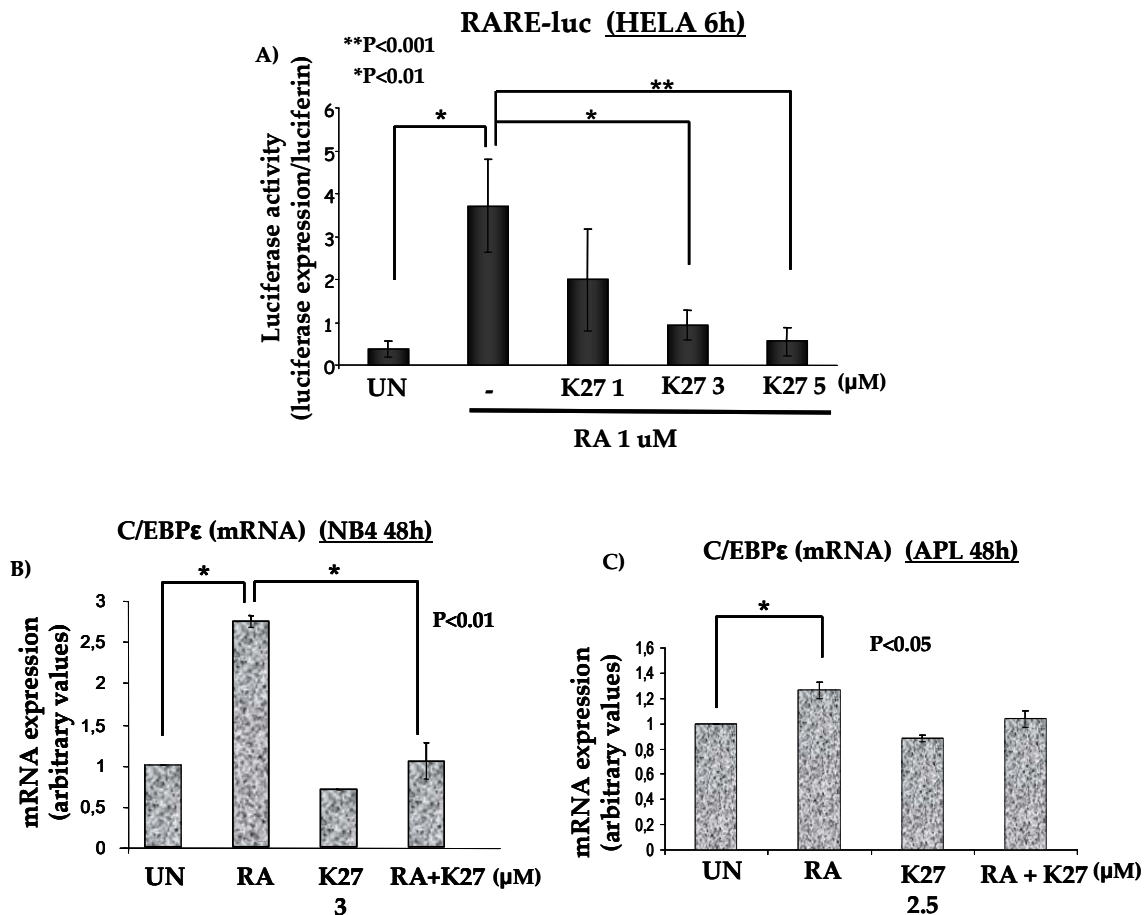 RARE-luc (HELA 6h)
A)
**P<0.001
*P<0.01
**
*
*
Luciferase activity
(luciferase expression/luciferin)
6
5
4
3
2
1
0
UN
-
K27 1
K27 3
K27 5
(μM)
RA 1 uM
C/EBPε (mRNA) (NB4 48h)
B)
*
*
P<0.01
mRNA expression
(arbitrary values)
3
2,5
2
1,5
1
0,5
0
UN
RA
K27
3
RA+K27
(μM)
C/EBPε (mRNA) (APL 48h)
C)
*
P<0.05
mRNA expression
(arbitrary values)
1,6
1,4
1,2
1
0,8
0,6
0,4
0,2
0
UN
RA
K27
2.5
RA + K27
(μM)